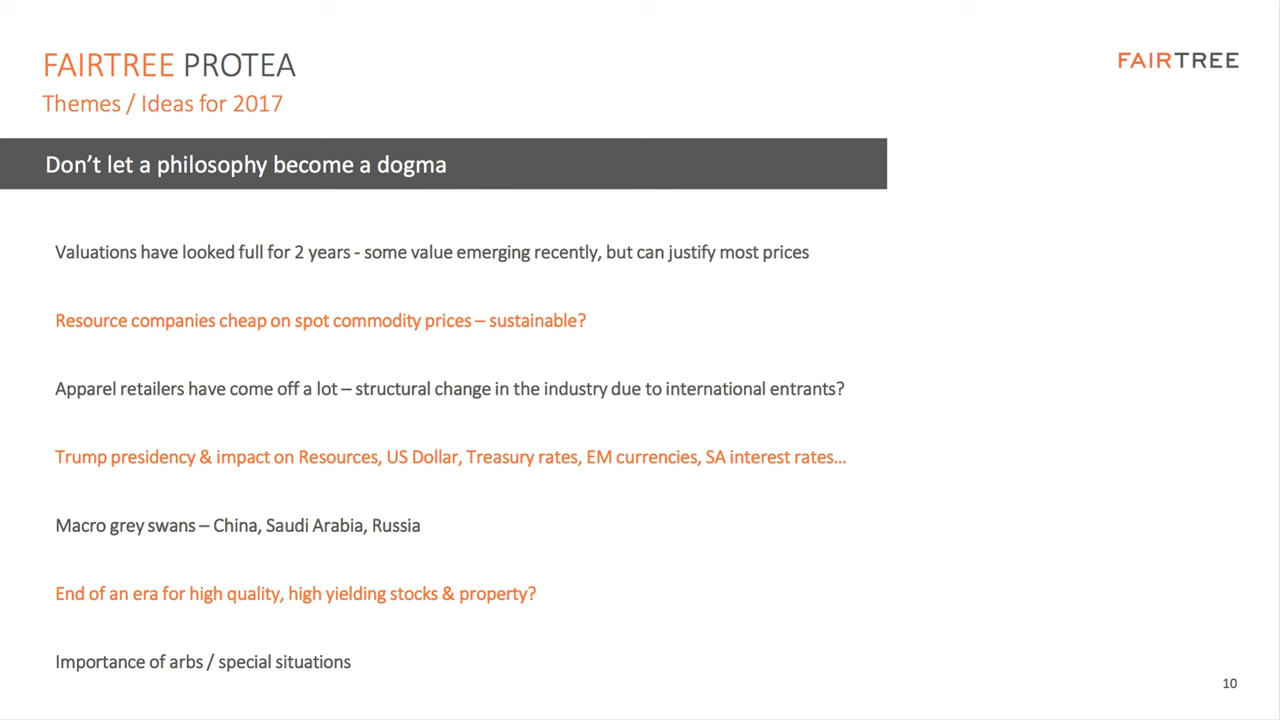 FAIRTREE PROTEA
FAIRTREE
Themes / Ideas for 2017
Don’t let a philosophy become a dogma
Valuations have looked full for 2 years - some value emerging recently, but can justify most prices
Resource companies cheap on spot commodity prices – sustainable?
Apparel retailers have come off a lot – structural change in the industry due to international entrants?
Trump presidency & impact on Resources, US Dollar, Treasury rates, EM currencies, SA interest rates…
Macro grey swans – China, Saudi Arabia, Russia
End of an era for high quality, high yielding stocks & property?
Importance of arbs / special situations
10